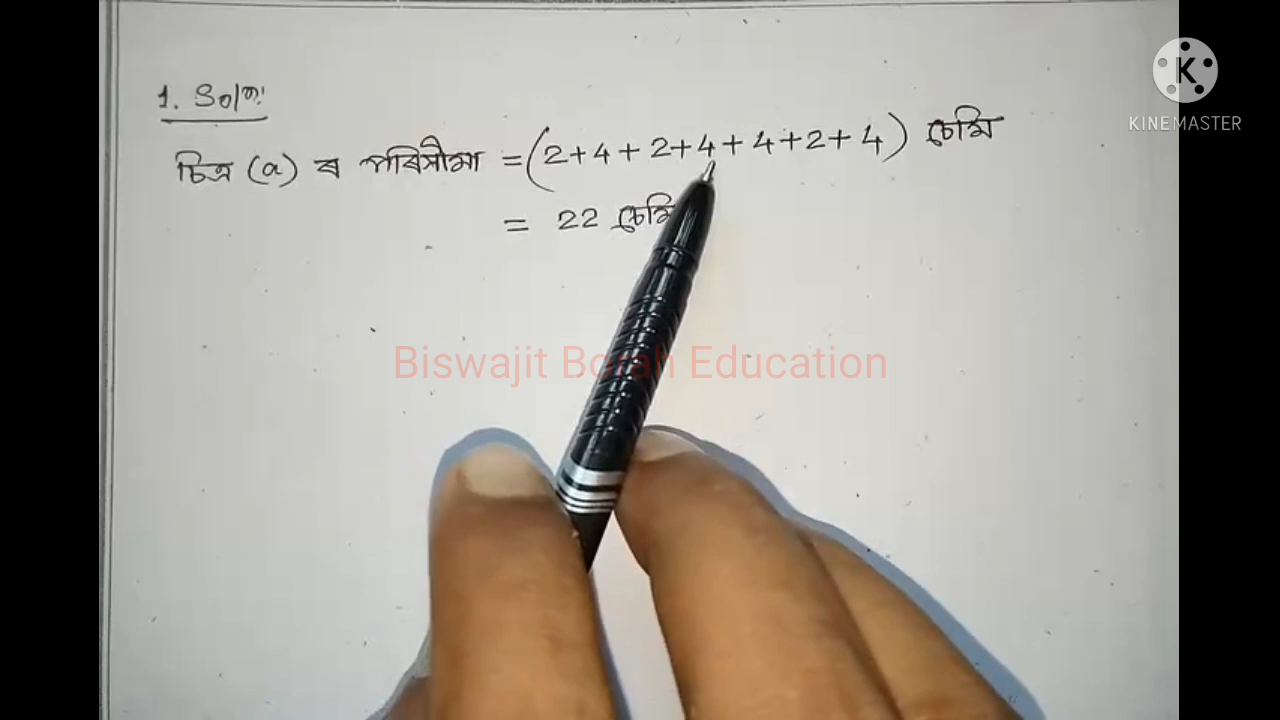 1. Solⁿ:
চিত্ৰ (a) ৰ পৰিসীমা = (2+4+2+4+4+2+4) চেমি
= 22 চেমি
Biswajit Borah Education
K
KINEMASTER